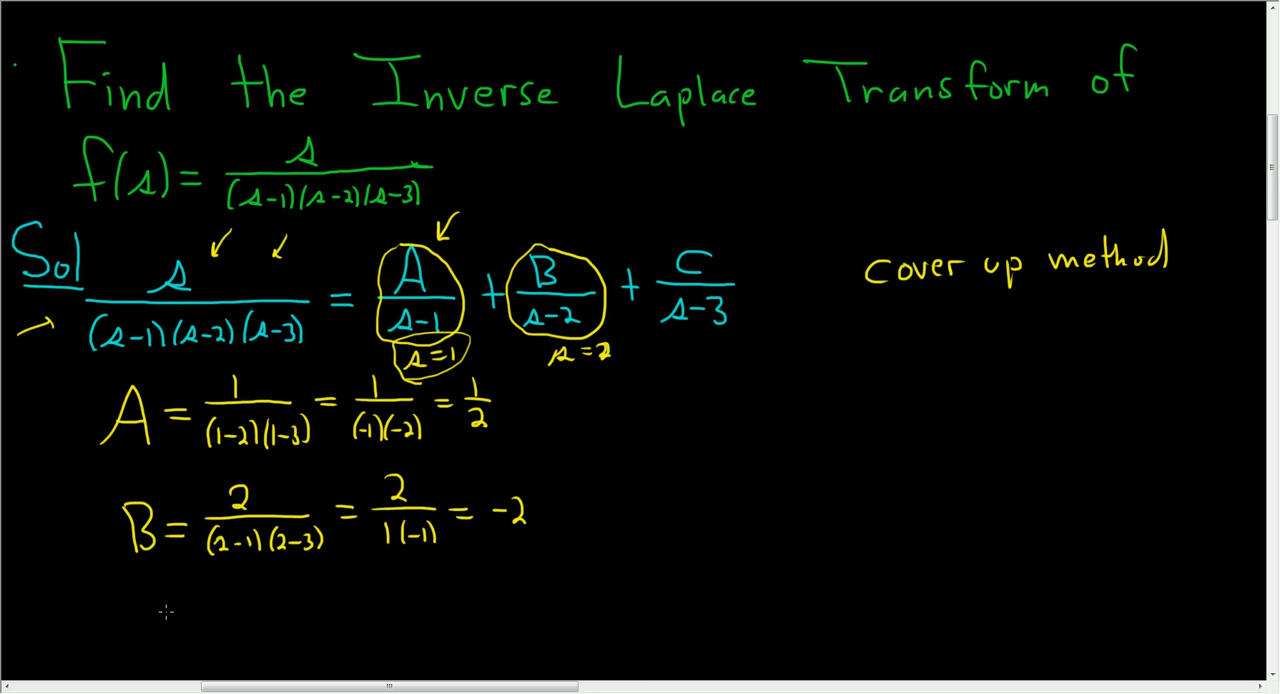 Find the Inverse Laplace Transform of
f(s) = s / (s-1)(s-2)(s-3)
Sol s / (s-1)(s-2)(s-3) = A / s-1 + B / s-2 + C / s-3
cover up method
s=1 s=2
A = 1 / (1-2)(1-3) = 1 / (-1)(-2) = 1 / 2
B = 2 / (2-1)(2-3) = 2 / 1(-1) = -2